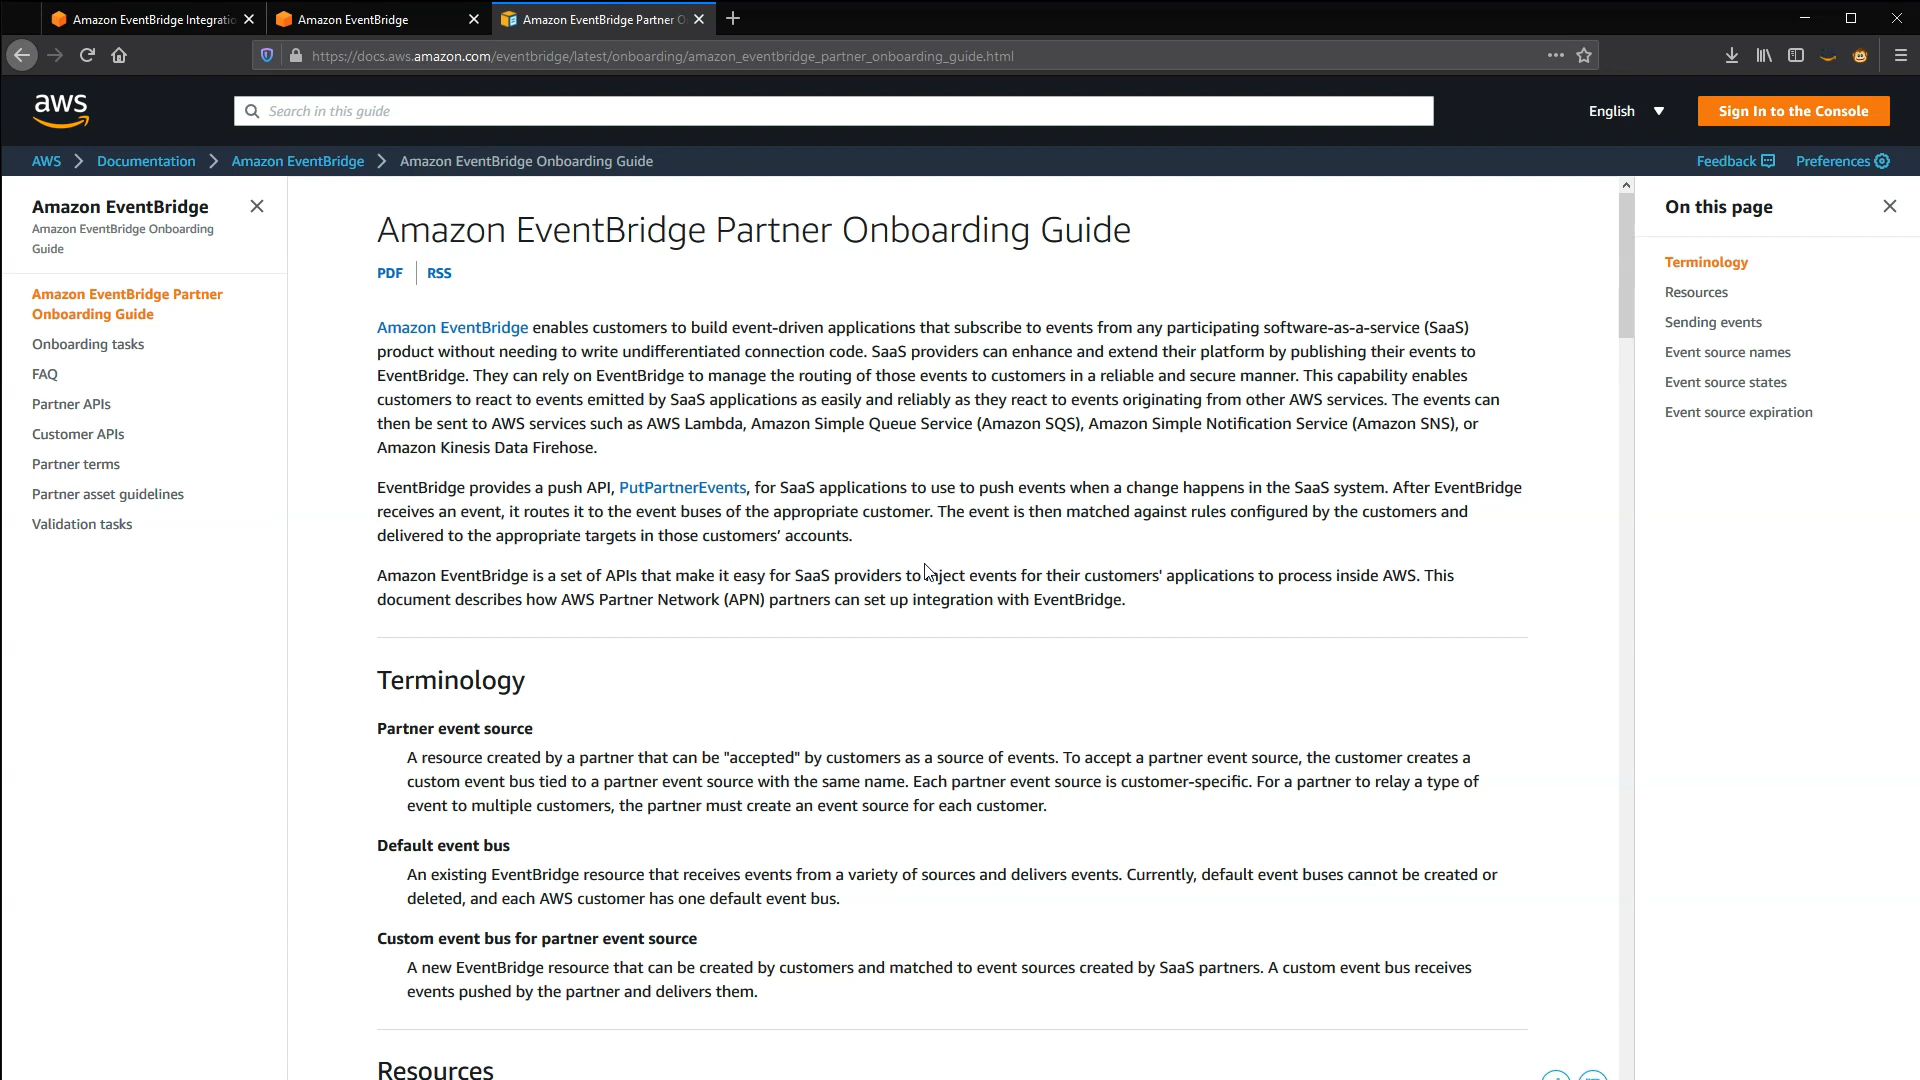 Amazon EventBridge Integratio
Amazon EventBridge
Amazon EventBridge Partner O
https://docs.aws.amazon.com/eventbridge/latest/onboarding/amazon_eventbridge_partner_onboarding_guide.html
aws
Search in this guide
English
Sign In to the Console
AWS
Documentation
Amazon EventBridge
Amazon EventBridge Onboarding Guide
Feedback
Preferences
Amazon EventBridge
Amazon EventBridge Onboarding
Guide
Amazon EventBridge Partner
Onboarding Guide
Onboarding tasks
FAQ
Partner APIs
Customer APIs
Partner terms
Partner asset guidelines
Validation tasks
Amazon EventBridge Partner Onboarding Guide
PDF
RSS
Amazon EventBridge enables customers to build event-driven applications that subscribe to events from any participating software-as-a-service (SaaS)
product without needing to write undifferentiated connection code. SaaS providers can enhance and extend their platform by publishing their events to
EventBridge. They can rely on EventBridge to manage the routing of those events to customers in a reliable and secure manner. This capability enables
customers to react to events emitted by SaaS applications as easily and reliably as they react to events originating from other AWS services. The events can
then be sent to AWS services such as AWS Lambda, Amazon Simple Queue Service (Amazon SQS), Amazon Simple Notification Service (Amazon SNS), or
Amazon Kinesis Data Firehose.
EventBridge provides a push API, PutPartnerEvents, for SaaS applications to use to push events when a change happens in the SaaS system. After EventBridge
receives an event, it routes it to the event buses of the appropriate customer. The event is then matched against rules configured by the customers and
delivered to the appropriate targets in those customers' accounts.
Amazon EventBridge is a set of APIs that make it easy for SaaS providers to inject events for their customers' applications to process inside AWS. This
document describes how AWS Partner Network (APN) partners can set up integration with EventBridge.
Terminology
Partner event source
A resource created by a partner that can be "accepted" by customers as a source of events. To accept a partner event source, the customer creates a
custom event bus tied to a partner event source with the same name. Each partner event source is customer-specific. For a partner to relay a type of
event to multiple customers, the partner must create an event source for each customer.
Default event bus
An existing EventBridge resource that receives events from a variety of sources and delivers events. Currently, default event buses cannot be created or
deleted, and each AWS customer has one default event bus.
Custom event bus for partner event source
A new EventBridge resource that can be created by customers and matched to event sources created by SaaS partners. A custom event bus receives
events pushed by the partner and delivers them.
Resources
On this page
Terminology
Resources
Sending events
Event source names
Event source states
Event source expiration